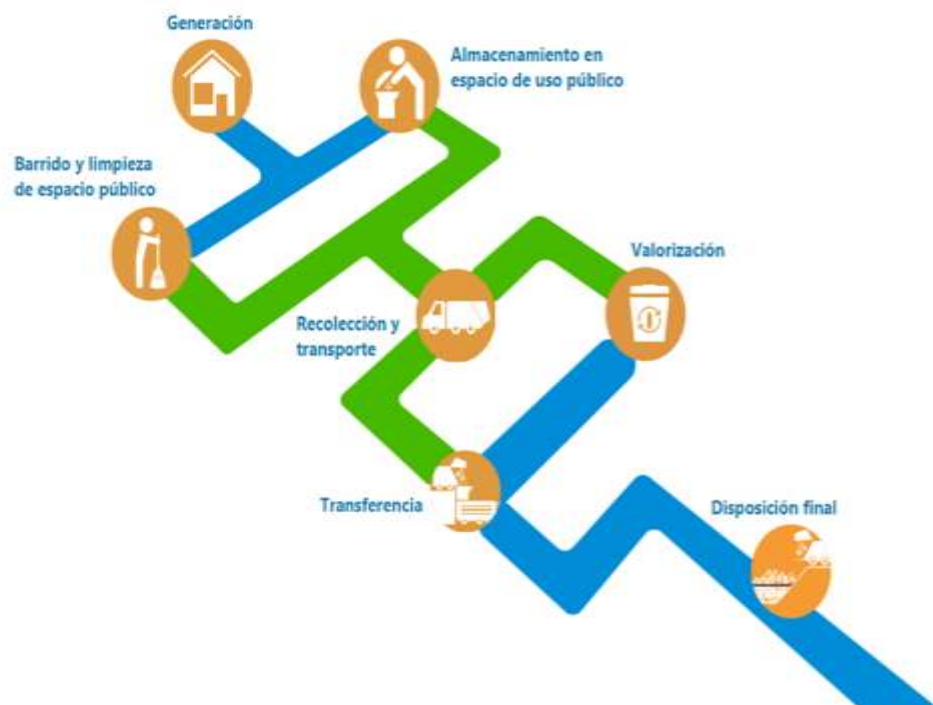 Generación
Almacenamiento en
espacio de uso público
Barrido y limpieza
de espacio público
Valorización
Recolección y
transporte
Transferencia
Disposición final